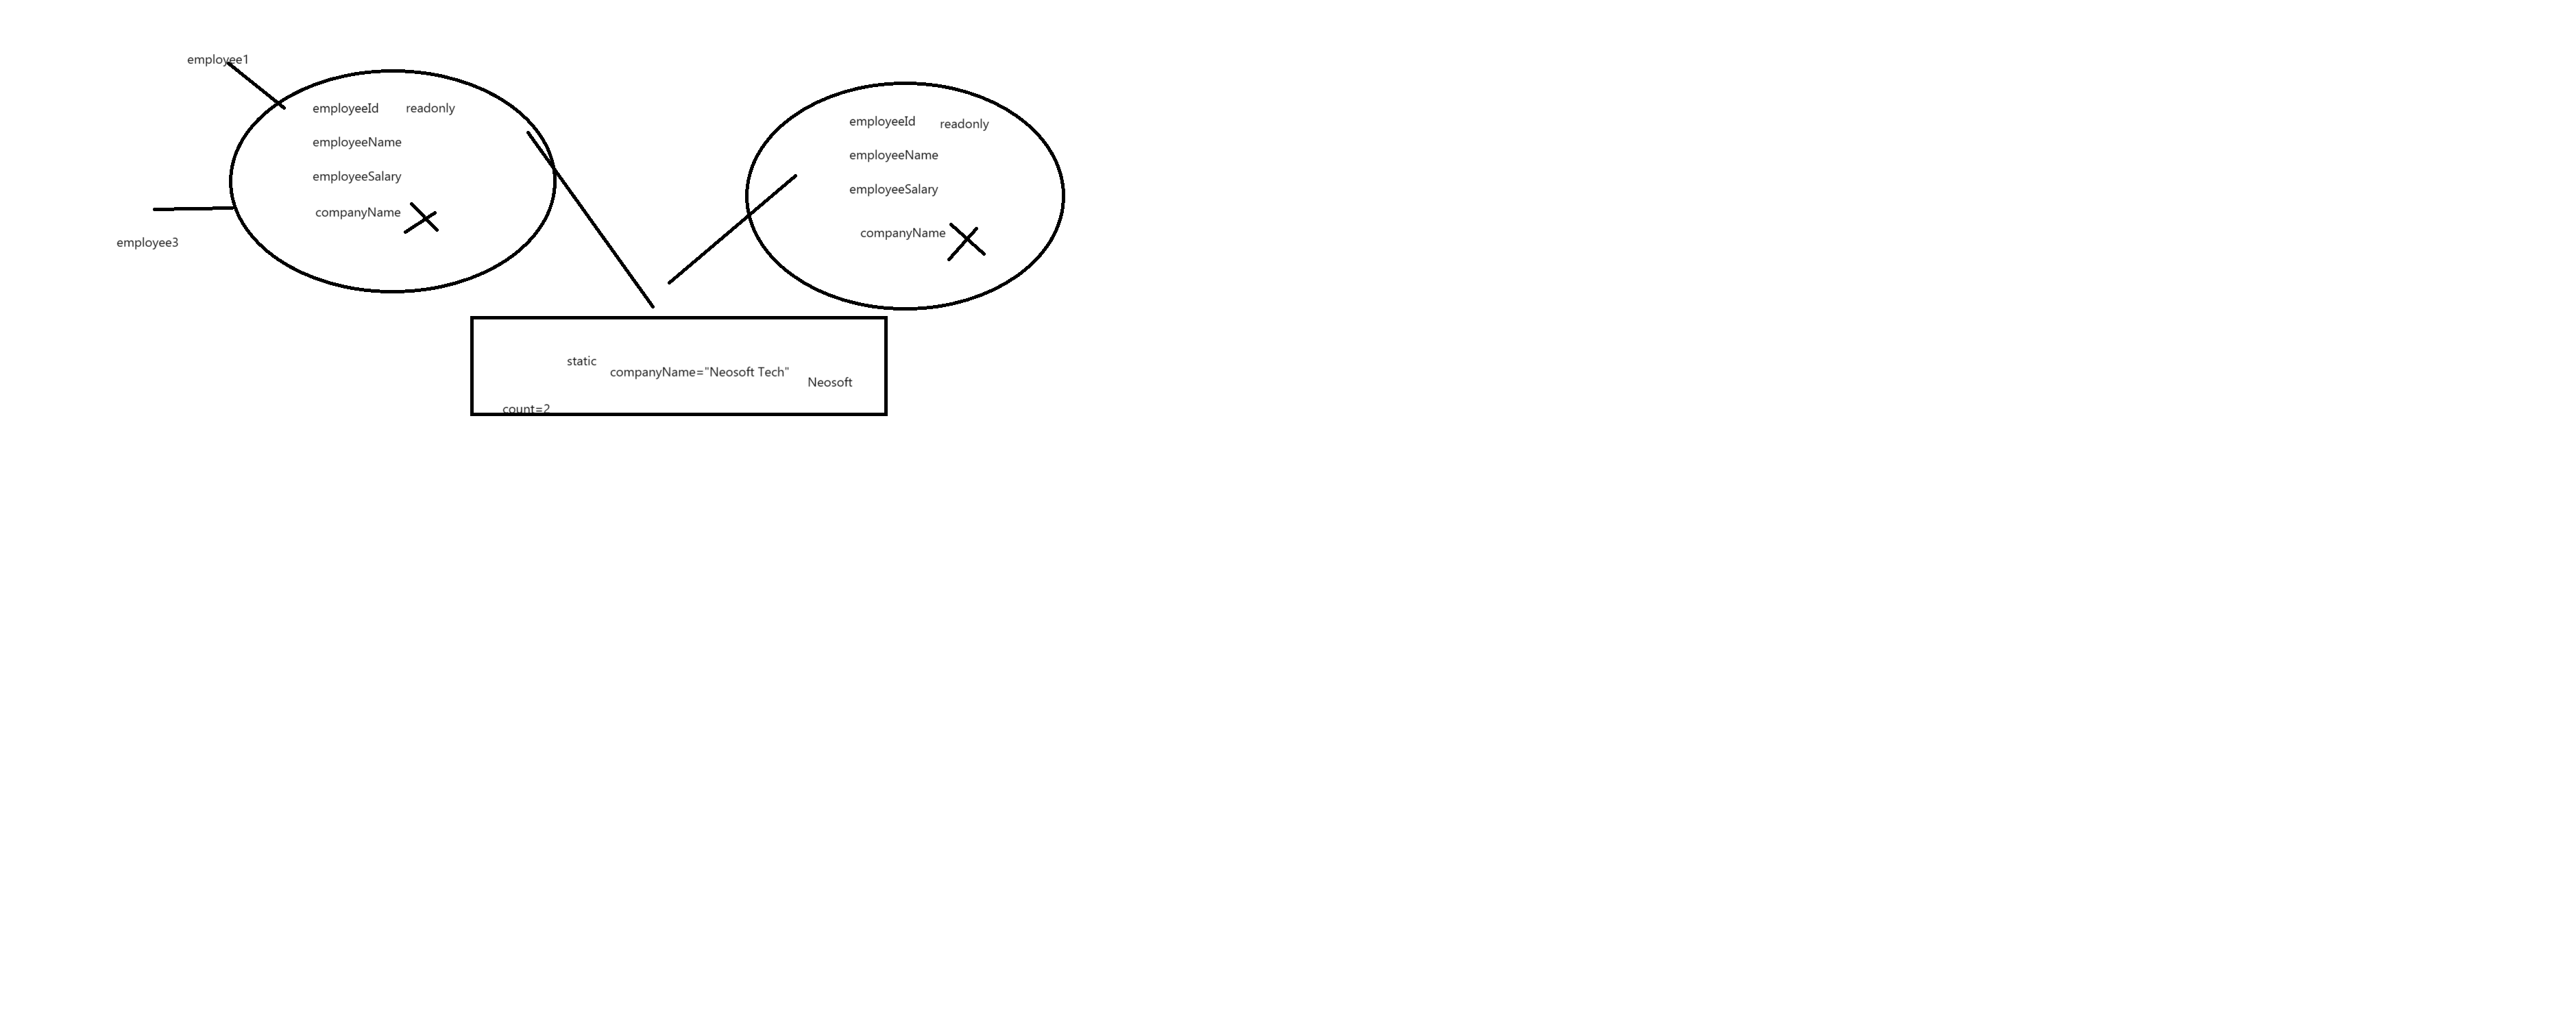 employee1
employeeId readonly
employeeName
employeeSalary
companyName
employee3
employeeId readonly
employeeName
employeeSalary
companyName
static
companyName="Neosoft Tech"
Neosoft
count=2